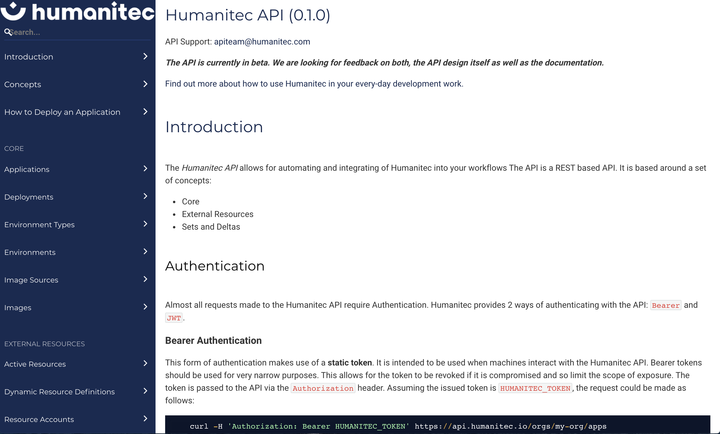 humanitec
Search...
Introduction
Concepts
How to Deploy an Application
CORE
Applications
Deployments
Environment Types
Environments
Image Sources
Images
EXTERNAL RESOURCES
Active Resources
Dynamic Resource Definitions
Resource Accounts
Humanitec API (0.1.0)
API Support: apiteam@humanitec.com
The API is currently in beta. We are looking for feedback on both, the API design itself as well as the documentation.
Find out more about how to use Humanitec in your every-day development work.
Introduction
The Humanitec API allows for automating and integrating of Humanitec into your workflows The API is a REST based API. It is based around a set
of concepts:
• Core
• External Resources
• Sets and Deltas
Authentication
Almost all requests made to the Humanitec API require Authentication. Humanitec provides 2 ways of authenticating with the API: Bearer and
JWT.
Bearer Authentication
This form of authentication makes use of a static token. It is intended to be used when machines interact with the Humanitec API. Bearer tokens
should be used for very narrow purposes. This allows for the token to be revoked if it is compromised and so limit the scope of exposure. The
token is passed to the API via the Authorization header. Assuming the issued token is HUMANITEC_TOKEN, the request could be made as
follows:
curl -H 'Authorization: Bearer HUMANITEC_TOKEN' https://api.humanitec.io/orgs/my-org/apps